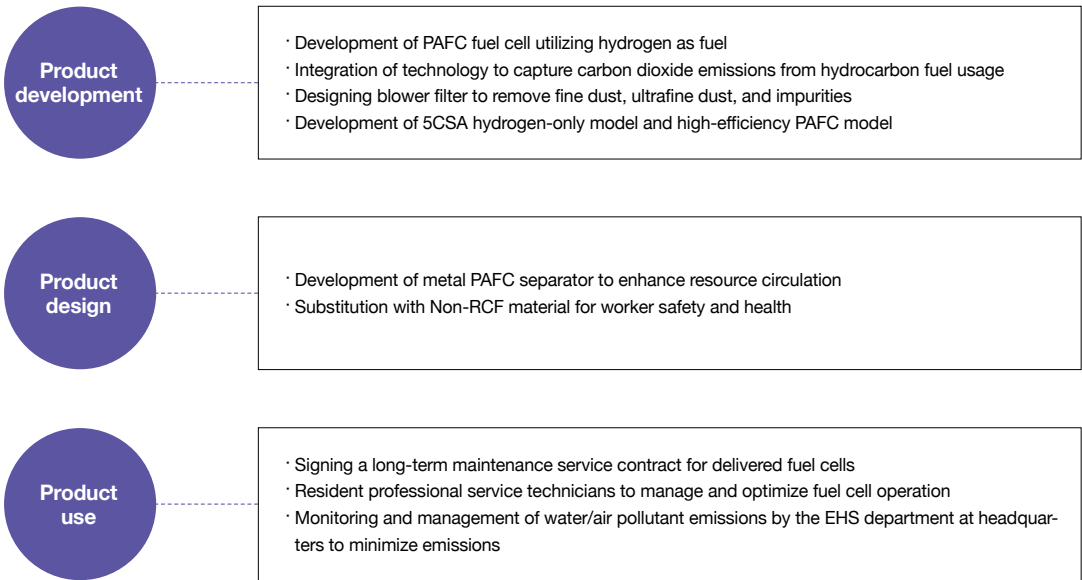 Product
development
· Development of PAFC fuel cell utilizing hydrogen as fuel
· Integration of technology to capture carbon dioxide emissions from hydrocarbon fuel usage
· Designing blower filter to remove fine dust, ultrafine dust, and impurities
· Development of 5CSA hydrogen-only model and high-efficiency PAFC model
Product
design
· Development of metal PAFC separator to enhance resource circulation
· Substitution with Non-RCF material for worker safety and health
Product
use
· Signing a long-term maintenance service contract for delivered fuel cells
· Resident professional service technicians to manage and optimize fuel cell operation
· Monitoring and management of water/air pollutant emissions by the EHS department at headquar-
ters to minimize emissions